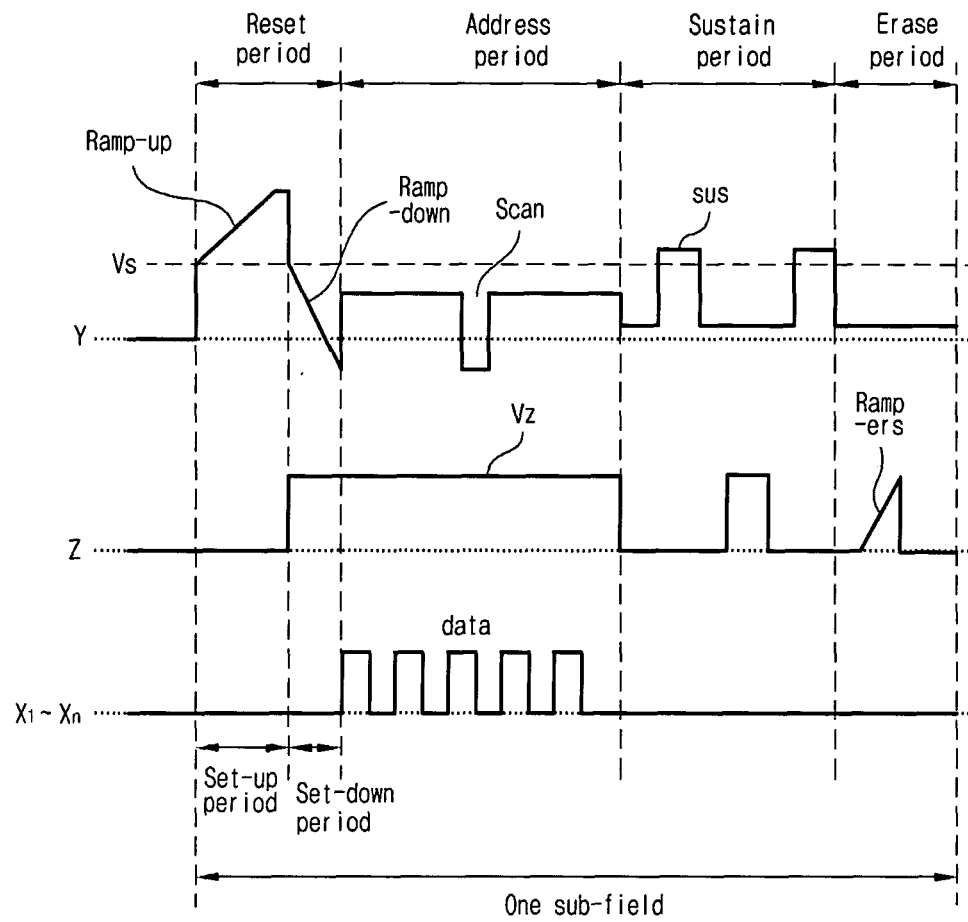 Reset
period
Address
period
Sustain
period
Erase
period
Ramp-up
Ramp
-down
Scan
sus
Vs
Y
Vz
Ramp
-ers
Z
data
X1 ~ Xn
Set-up
period
Set-down
period
One sub-field